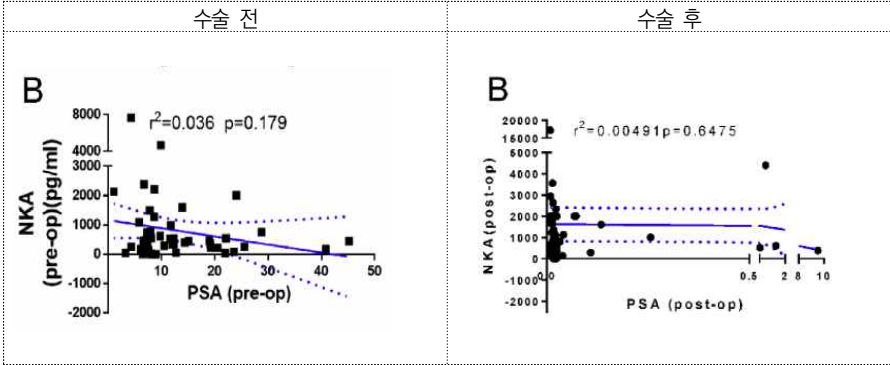 수술 전
수술 후
B
r²=0.036 p=0.179
8000
4000
3000
2000
1000
0
-1000
-2000
NKA
(pre-op)(pg/ml)
10
20
30
40
50
PSA (pre-op)
B
r²=0.00491p=0.6475
20000
16000
6000
5000
4000
3000
2000
1000
0
-1000
-2000
NKA(post-op)
0.0
0.5
2
8
10
PSA (post-op)